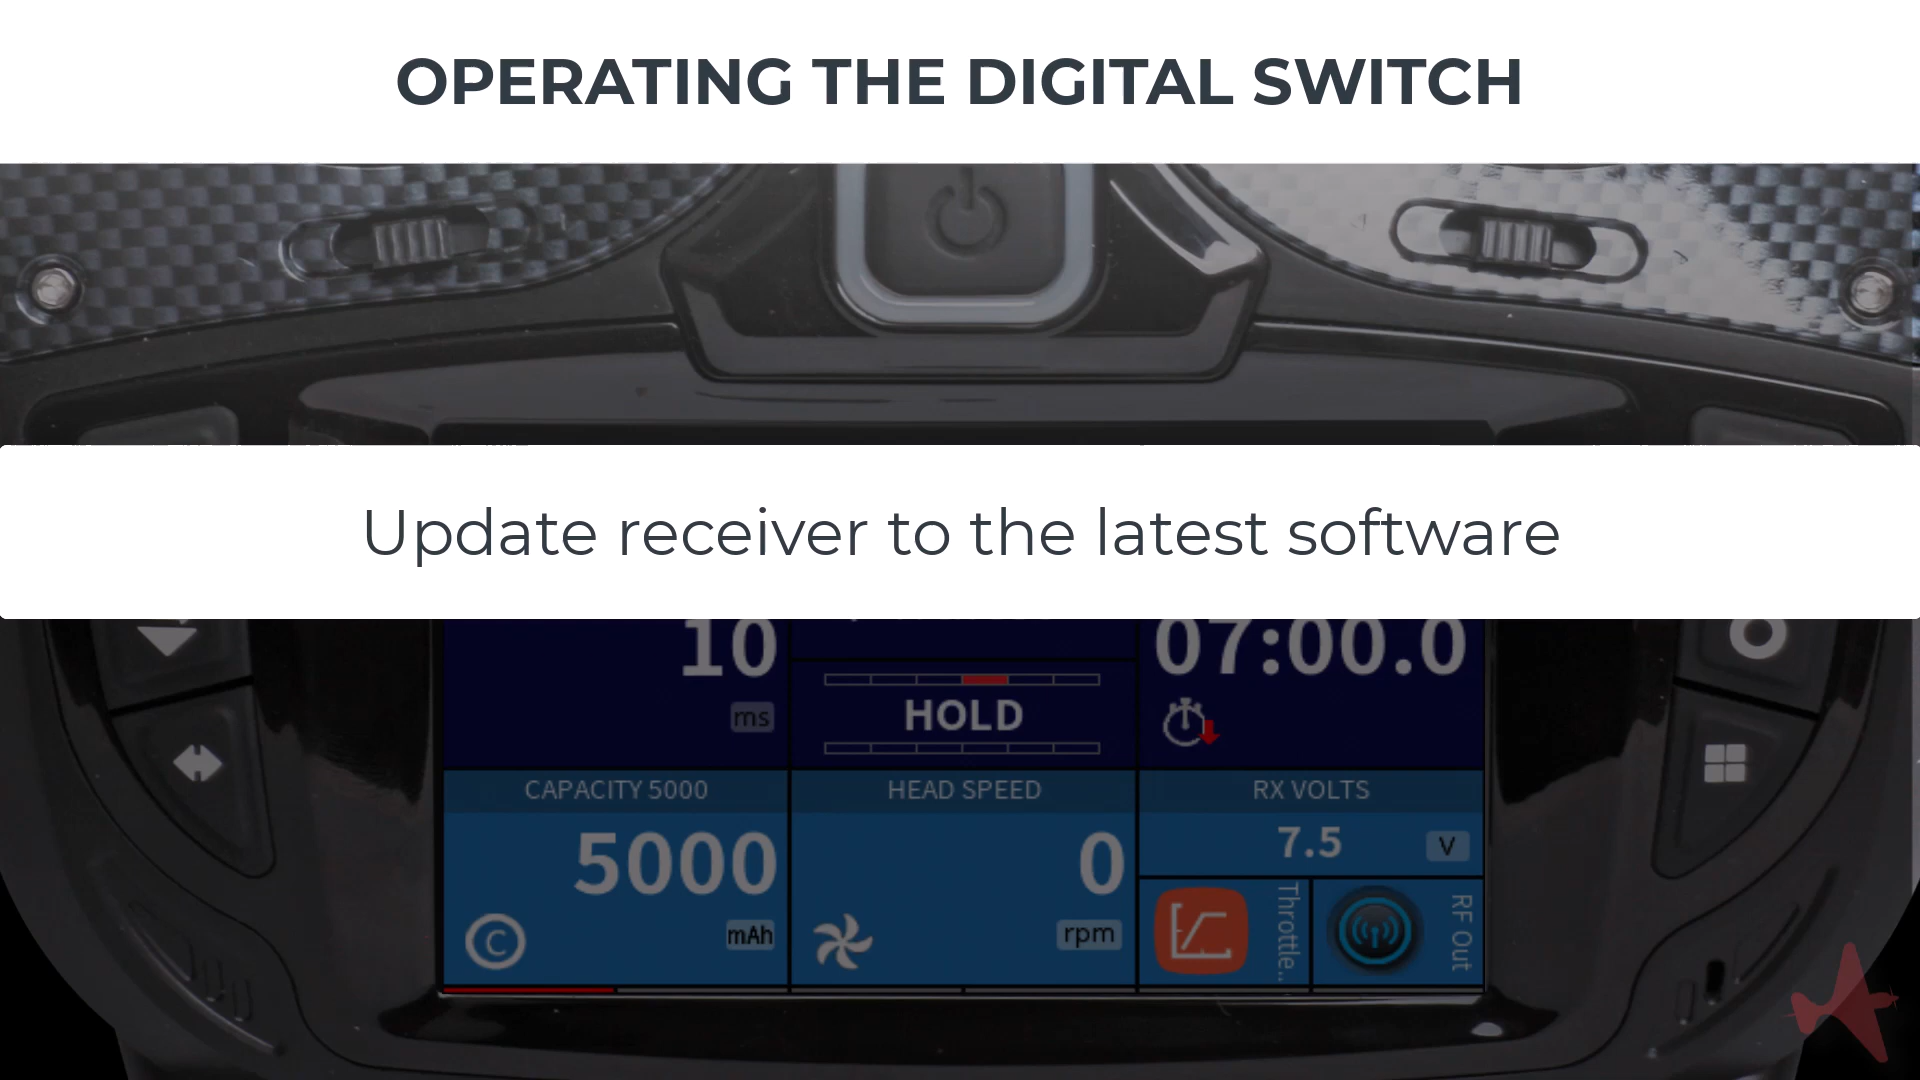 OPERATING THE DIGITAL SWITCH
Update receiver to the latest software
10
ms
HOLD
07:00.0
CAPACITY 5000
5000
C
mAh
HEAD SPEED
0
rpm
RX VOLTS
7.5
V
Throttle..
RF Out